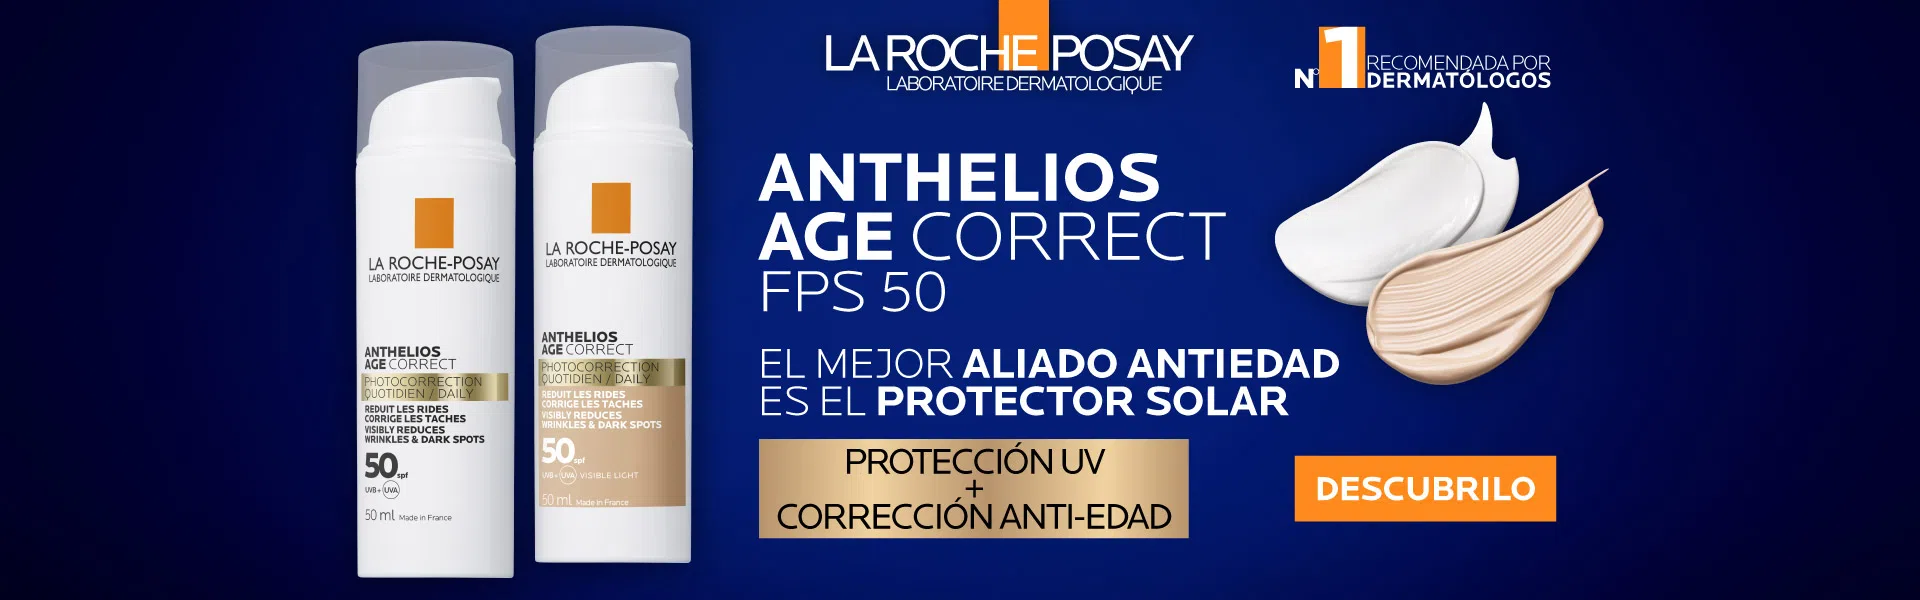 LA ROCHE POSAY
LABORATOIRE DERMATOLOGIQUE
Nº1 RECOMENDADA POR
DERMATÓLOGOS
ANTHELIOS
AGE CORRECT
FPS 50
EL MEJOR ALIADO ANTIEDAD
ES EL PROTECTOR SOLAR
PROTECCIÓN UV
+
CORRECCIÓN ANTI-EDAD
DESCUBRILO
LA ROCHE-POSAY
LABORATOIRE DERMATOLOGIQUE
ANTHELIOS
AGE CORRECT
PHOTOCORRECTION
QUOTIDIEN / DAILY
REDUIT LES RIDES
CORRIGE LES TACHES
VISIBLY REDUCES
WRINKLES & DARK SPOTS
50 spf
UVB + UVA
50 ml Made in France
LA ROCHE-POSAY
LABORATOIRE DERMATOLOGIQUE
ANTHELIOS
AGE CORRECT
PHOTOCORRECTION
QUOTIDIEN / DAILY
REDUIT LES RIDES
CORRIGE LES TACHES
VISIBLY REDUCES
WRINKLES & DARK SPOTS
50 spf
UVB + UVA VISIBLE LIGHT
50 ml Made in France